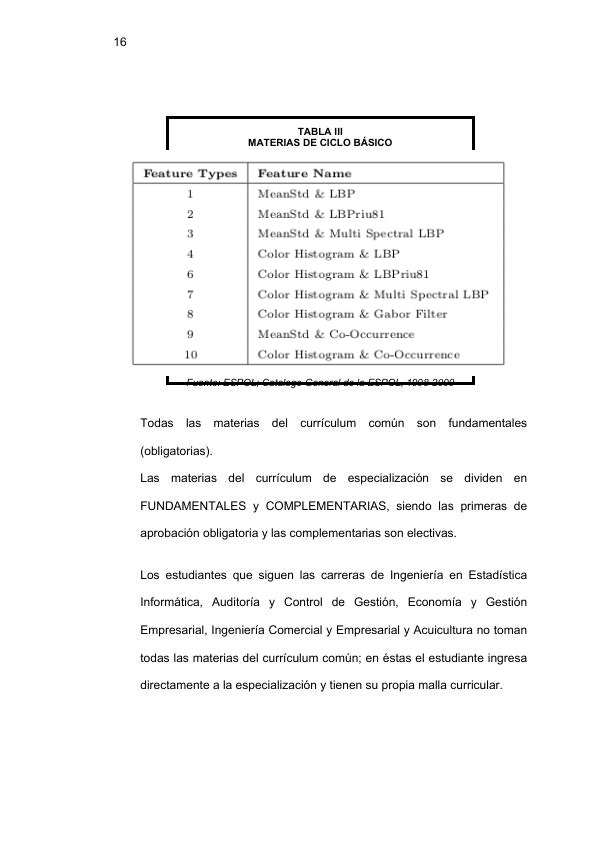 16
TABLA III
MATERIAS DE CICLO BÁSICO
Feature Types Feature Name
1 MeanStd & LBP
2 MeanStd & LBPriu81
3 MeanStd & Multi Spectral LBP
4 Color Histogram & LBP
6 Color Histogram & LBPriu81
7 Color Histogram & Multi Spectral LBP
8 Color Histogram & Gabor Filter
9 MeanStd & Co-Occurrence
10 Color Histogram & Co-Occurrence
Fuente: ESPOL, Catalogo General de la ESPOL, 1998-2000
Todas las materias del currículum común son fundamentales
(obligatorias).
Las materias del currículum de especialización se dividen en
FUNDAMENTALES y COMPLEMENTARIAS, siendo las primeras de
aprobación obligatoria y las complementarias son electivas.
Los estudiantes que siguen las carreras de Ingeniería en Estadística
Informática, Auditoría y Control de Gestión, Economía y Gestión
Empresarial, Ingeniería Comercial y Empresarial y Acuicultura no toman
todas las materias del currículum común; en éstas el estudiante ingresa
directamente a la especialización y tienen su propia malla curricular.